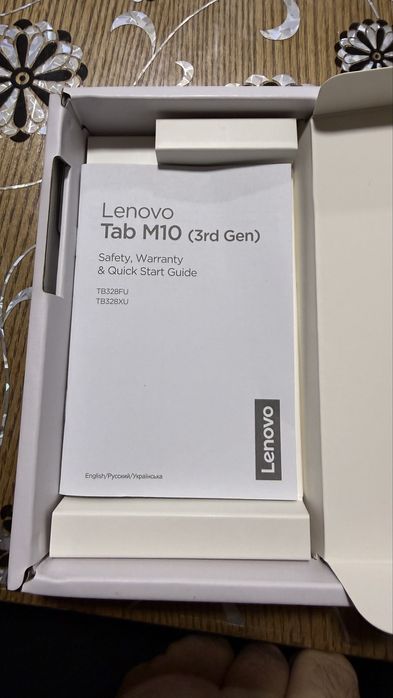 Lenovo
Tab M10 (3rd Gen)
Safety, Warranty
& Quick Start Guide
TB328FU
TB328XU
Lenovo
English/Русский/Українська